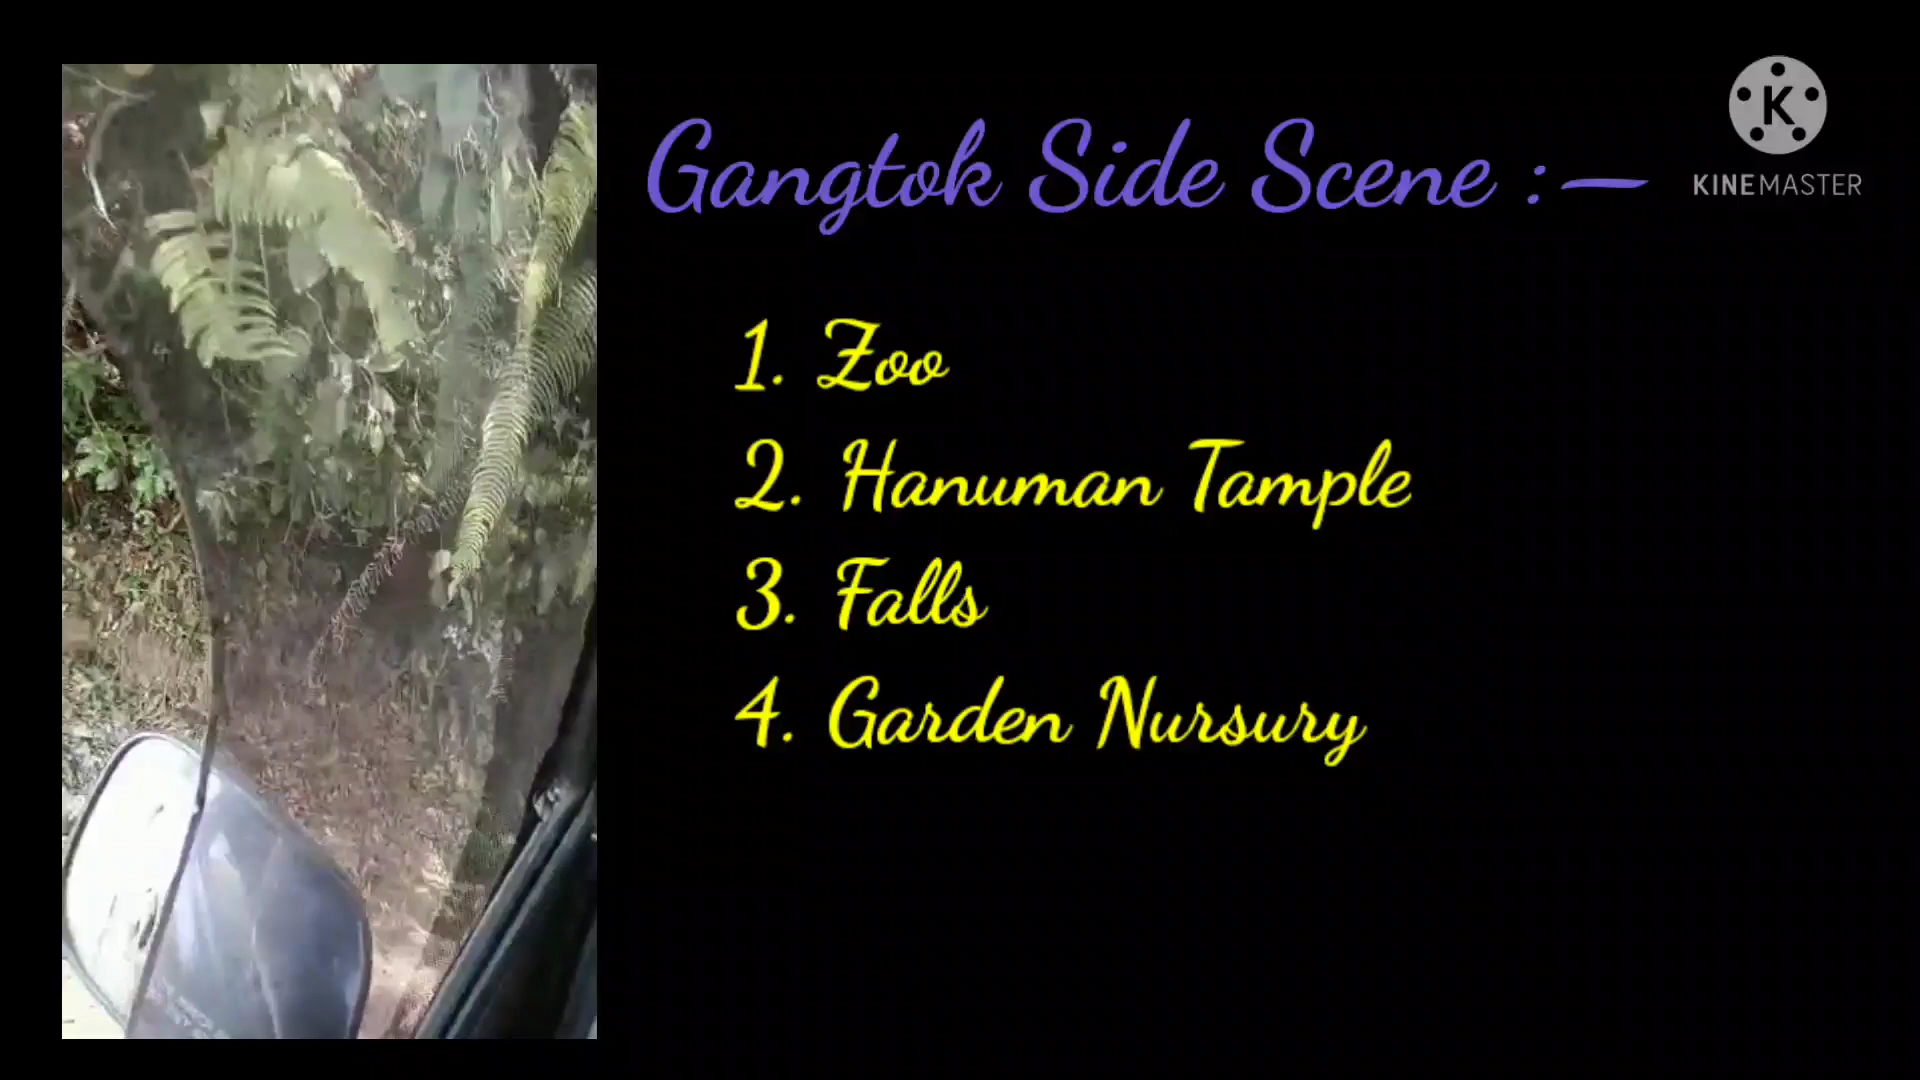 Gangtok Side Scene :—
K
KINEMASTER
1. Zoo
2. Hanuman Tample
3. Falls
4. Garden Nursury